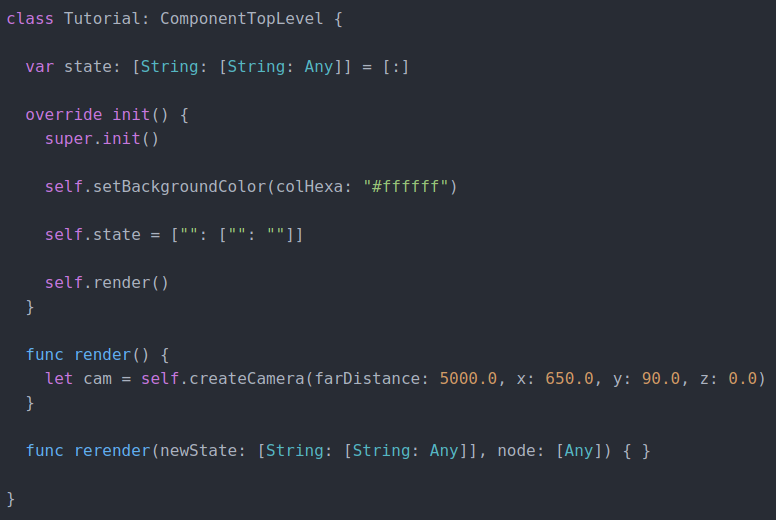 class Tutorial: ComponentTopLevel {
var state: [String: [String: Any]] = [:]
override init() {
super.init()
self.setBackgroundColor(colHexa: "#ffffff")
self.state = ["": ["": ""]]
self.render()
}
func render() {
let cam = self.createCamera(farDistance: 5000.0, x: 650.0, y: 90.0, z: 0.0)
}
func rerender(newState: [String: [String: Any]], node: [Any]) { }
}